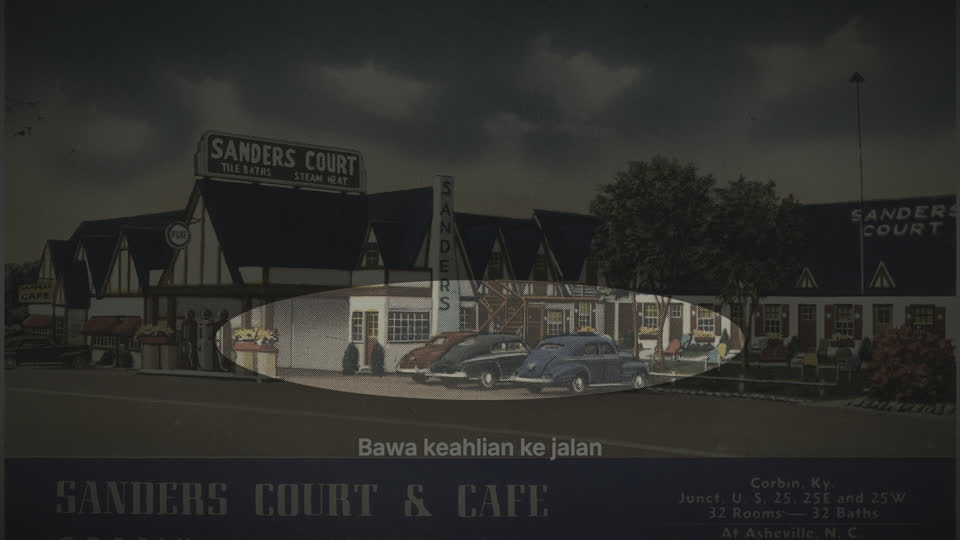 SANDERS COURT
TILE BATHS STEAM HEAT
SANDERS
PURE
CAFE
SANDERS
COURT
Bawa keahlian ke jalan
SANDERS COURT & CAFE
Corbin, Ky.
Junct. U. S. 25, 25E and 25W
32 Rooms — 32 Baths
At Asheville, N. C.